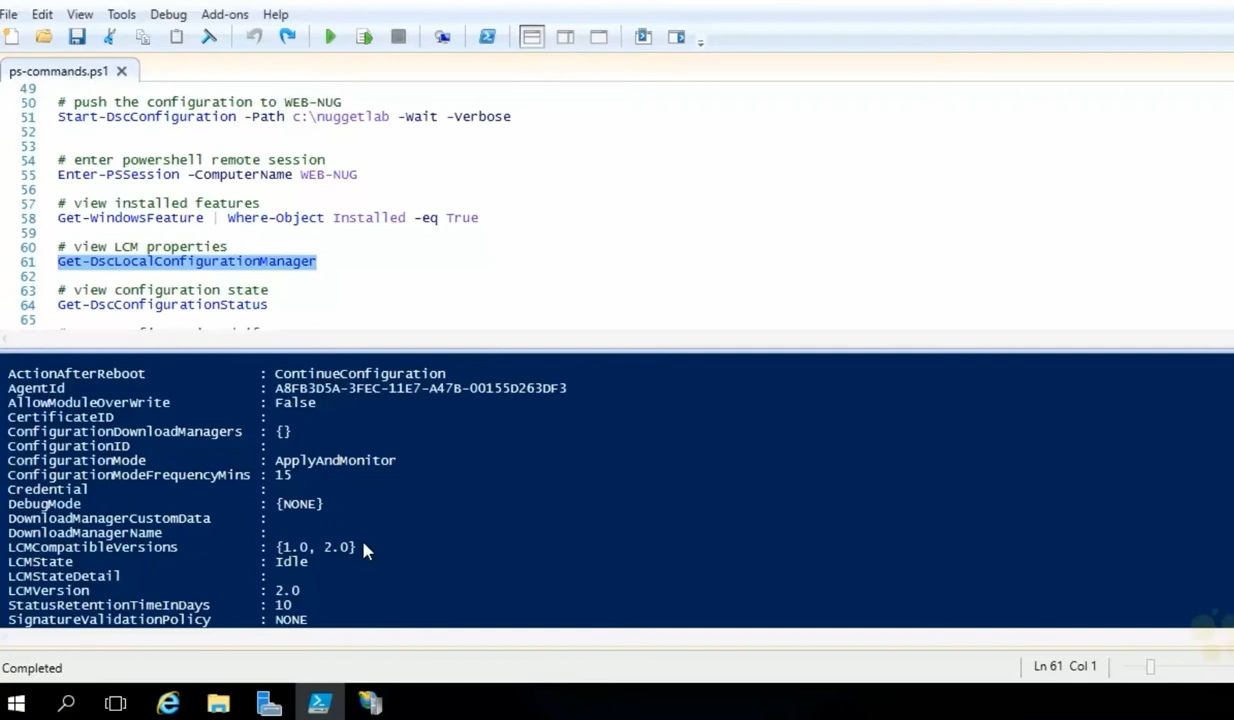 File Edit View Tools Debug Add-ons Help
ps-commands.ps1
49
50 # push the configuration to WEB-NUG
51 Start-DscConfiguration -Path c:\nuggetlab -Wait -Verbose
52
53
54 # enter powershell remote session
55 Enter-PSSession -ComputerName WEB-NUG
56
57 # view installed features
58 Get-WindowsFeature | Where-Object Installed -eq True
59
60 # view LCM properties
61 Get-DscLocalConfigurationManager
62
63 # view configuration state
64 Get-DscConfigurationStatus
65
ActionAfterReboot : ContinueConfiguration
AgentId : A8FB3D5A-3FEC-11E7-A47B-00155D263DF3
AllowModuleOverWrite : False
CertificateID :
ConfigurationDownloadManagers : {}
ConfigurationID :
ConfigurationMode : ApplyAndMonitor
ConfigurationModeFrequencyMins : 15
Credential :
DebugMode : {NONE}
DownloadManagerCustomData :
DownloadManagerName :
LCMCompatibleVersions : {1.0, 2.0}
LCMState : Idle
LCMStateDetail :
LCMVersion : 2.0
StatusRetentionTimeInDays : 10
SignatureValidationPolicy : NONE
Completed
Ln 61 Col 1